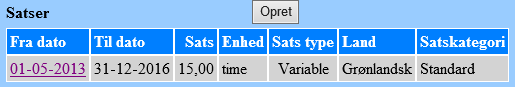 Satser Opret
Fra dato Til dato Sats Enhed Sats type Land Satskategori
01-05-2013 31-12-2016 15,00 time Variable Grønlandsk Standard